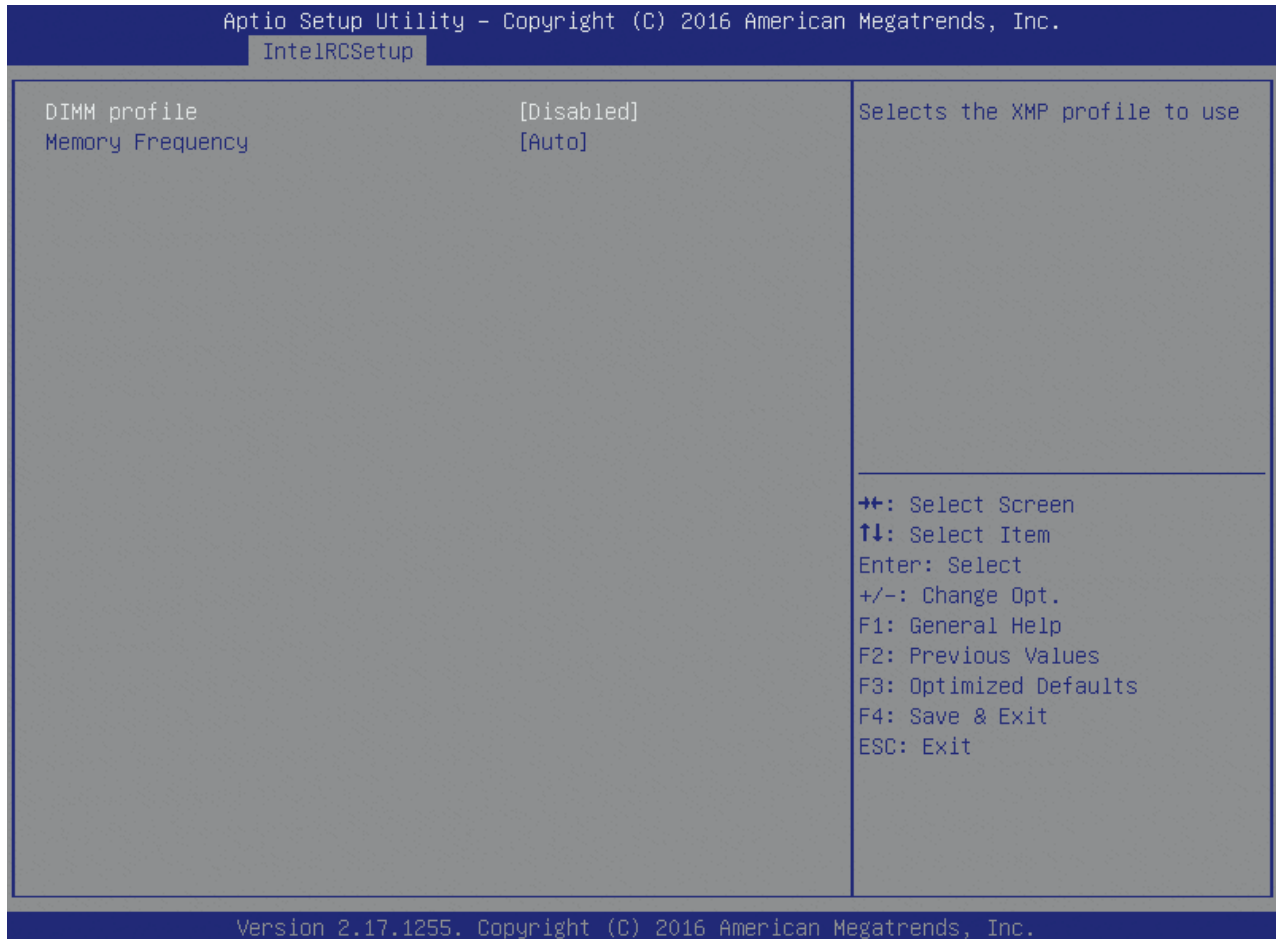 Aptio Setup Utility – Copyright (C) 2016 American Megatrends, Inc.
IntelRCSetup
DIMM profile [Disabled]
Memory Frequency [Auto]
Selects the XMP profile to use
→←: Select Screen
↑↓: Select Item
Enter: Select
+/-: Change Opt.
F1: General Help
F2: Previous Values
F3: Optimized Defaults
F4: Save & Exit
ESC: Exit
Version 2.17.1255. Copyright (C) 2016 American Megatrends, Inc.